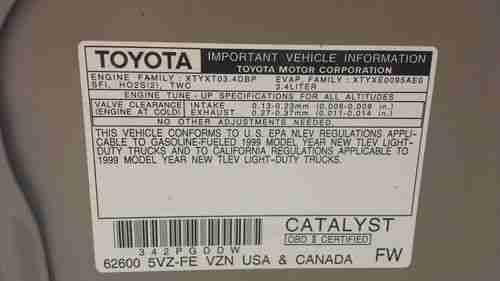 TOYOTA
IMPORTANT VEHICLE INFORMATION
TOYOTA MOTOR CORPORATION
ENGINE FAMILY : XTYXT03.4DBP EVAP. FAMILY : XTYXE0095AE0
SFI, HO2S(2), TWC 3.4LITER
ENGINE TUNE-UP SPECIFICATIONS FOR ALL ALTITUDES
VALVE CLEARANCE INTAKE 0.13-0.23mm (0.006-0.009 in.)
(ENGINE AT COLD) EXHAUST 0.27-0.37mm (0.011-0.014 in.)
NO OTHER ADJUSTMENTS NEEDED.
THIS VEHICLE CONFORMS TO U.S. EPA NLEV REGULATIONS APPLI-
CABLE TO GASOLINE-FUELED 1999 MODEL YEAR NEW TLEV LIGHT-
DUTY TRUCKS AND TO CALIFORNIA REGULATIONS APPLICABLE TO
1999 MODEL YEAR NEW TLEV LIGHT-DUTY TRUCKS.
CATALYST
OBD II CERTIFIED
342PG00W
62600 5VZ-FE VZN USA & CANADA FW